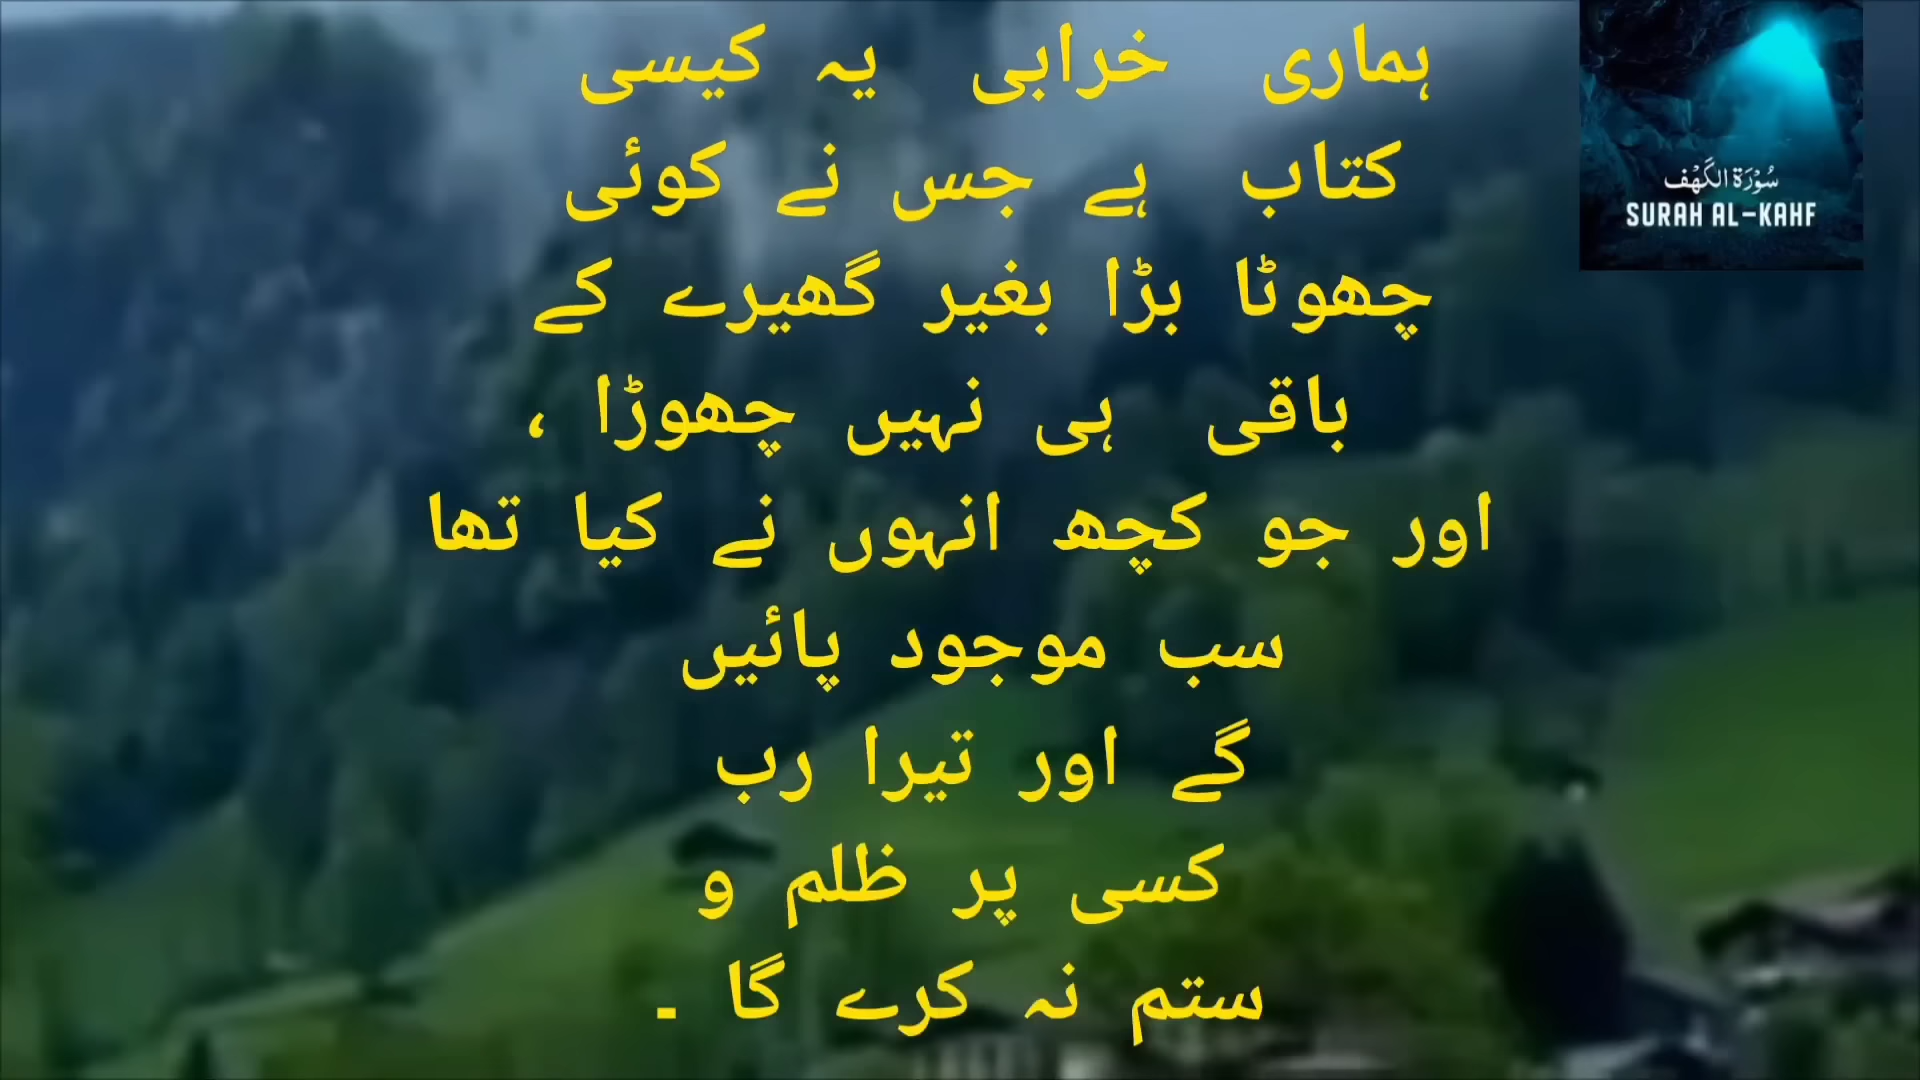 ہماری خرابی یہ کیسی
کتاب ہے جس نے کوئی
چھوٹا بڑا بغیر گھیرے کے
باقی ہی نہیں چھوڑا ،
اور جو کچھ انہوں نے کیا تھا
سب موجود پائیں
گے اور تیرا رب
کسی پر ظلم و
ستم نہ کرے گا ۔
سُوْرَة الكَهْف
SURAH AL-KAHF